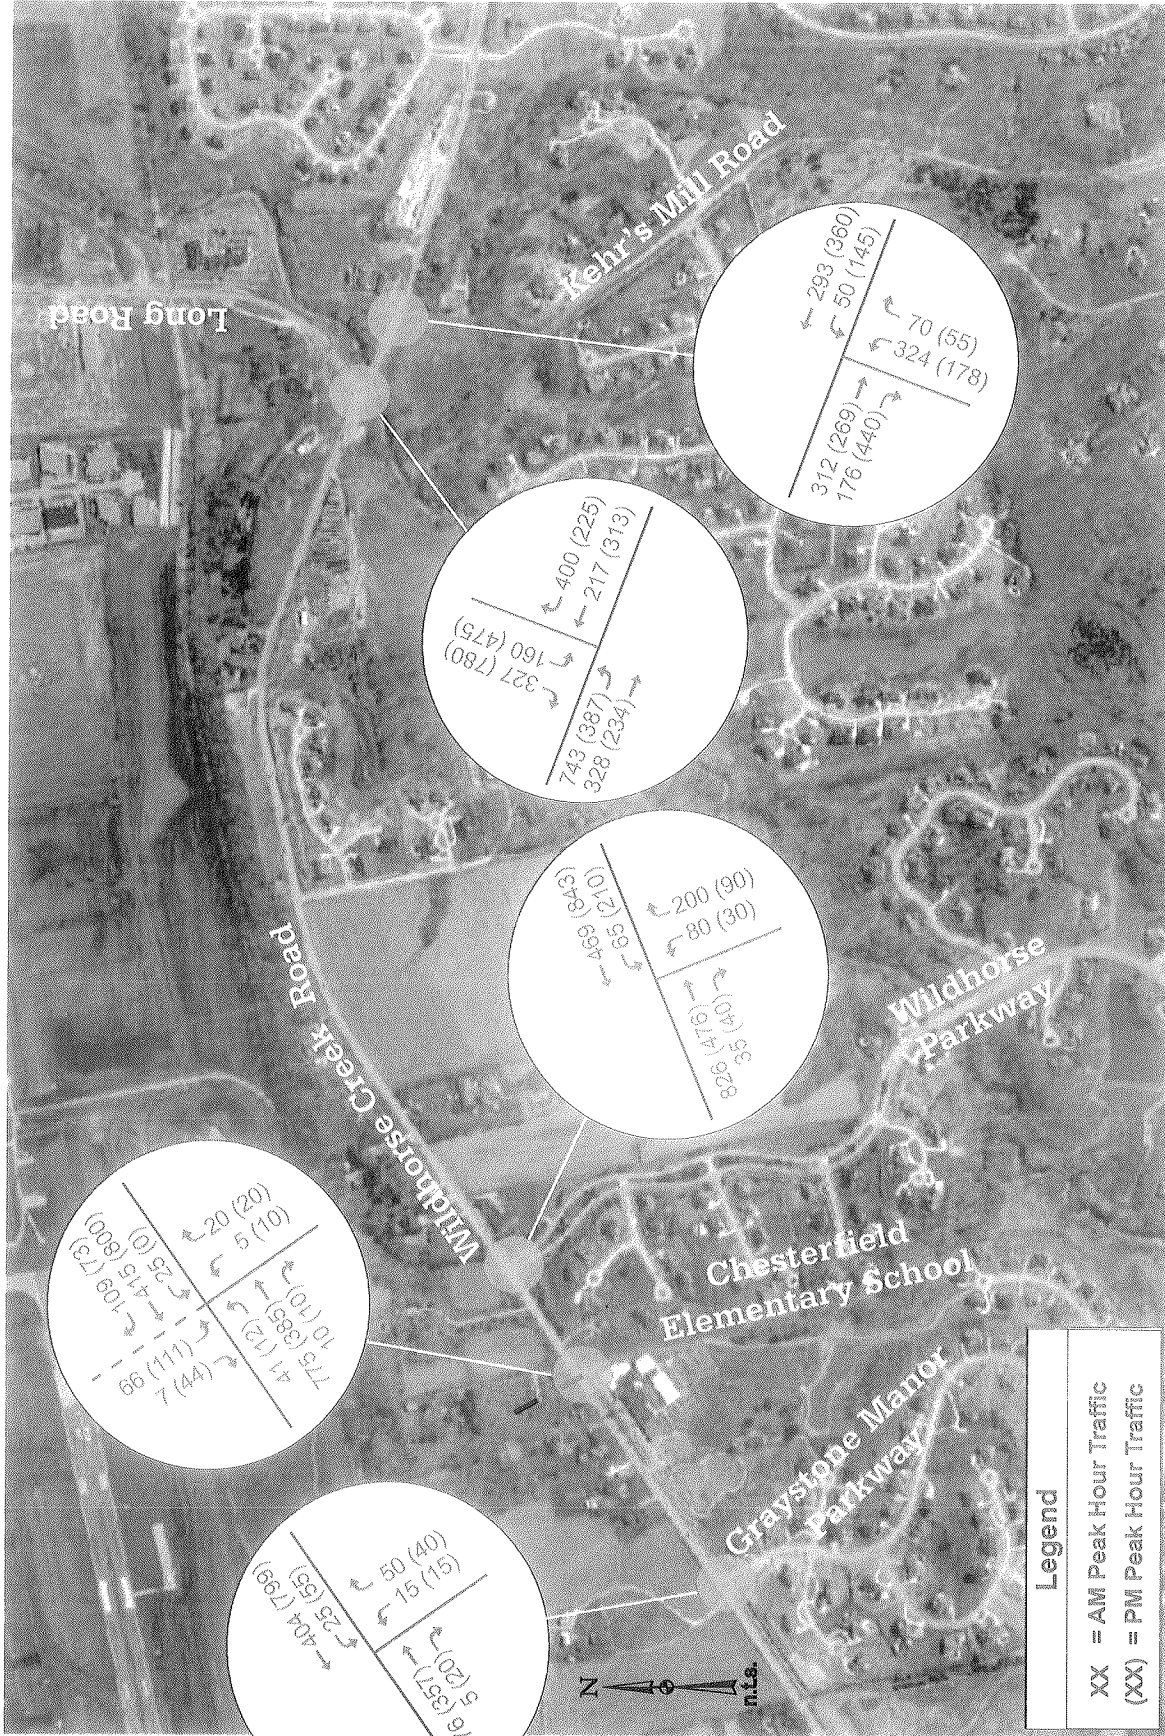 Long Road
Kehr's Mill Road
293 (360)
50 (145)
70 (55)
324 (178)
312 (269)
176 (440)
400 (225)
217 (313)
160 (475)
327 (780)
743 (387)
328 (234)
469 (843)
65 (210)
200 (90)
80 (30)
826 (476)
35 (40)
Wildhorse Creek Road
Wildhorse
Parkway
109 (73)
415 (800)
25 (0)
20 (20)
5 (10)
66 (111)
7 (44)
41 (12)
775 (385)
10 (10)
Chesterfield
Elementary School
Graystone Manor
Parkway
404 (799)
25 (55)
50 (40)
15 (15)
(357)
5 (20)
N
n.t.s.
Legend
XX = AM Peak Hour Traffic
(XX) = PM Peak Hour Traffic